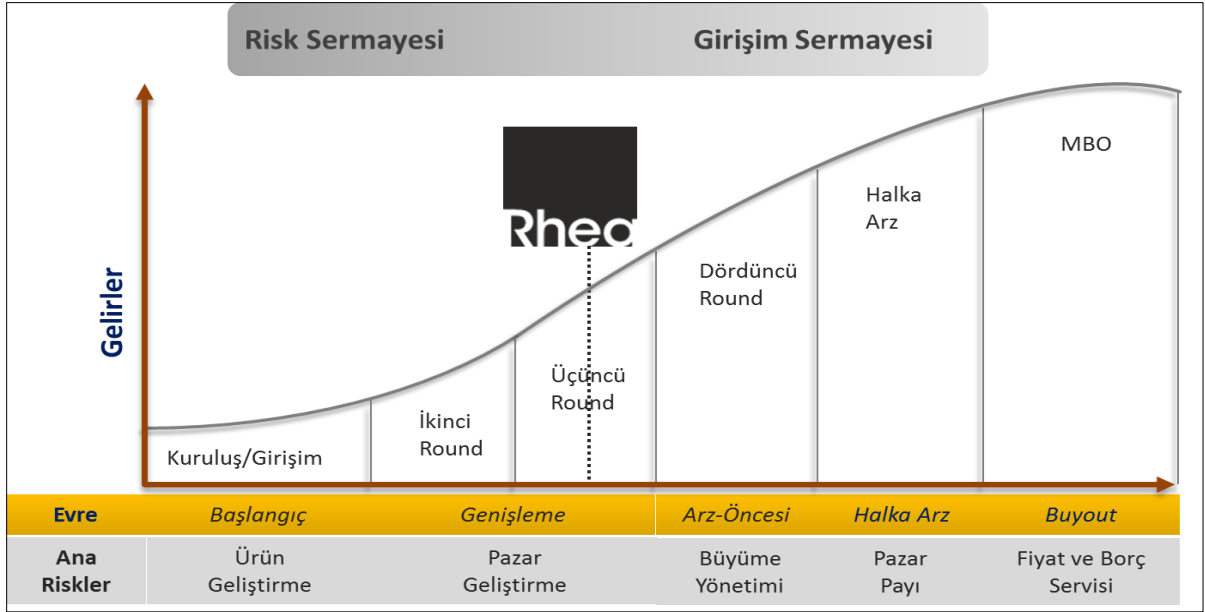 Risk Sermayesi Girişim Sermayesi
Rhea
MBO
Halka
Arz
Dördüncü
Round
Üçüncü
Round
İkinci
Round
Kuruluş/Girişim
Gelirler
Evre Başlangıç Genişleme Arz-Öncesi Halka Arz Buyout
Ana Riskler
Ürün Geliştirme
Pazar Geliştirme
Büyüme Yönetimi
Pazar Payı
Fiyat ve Borç Servisi